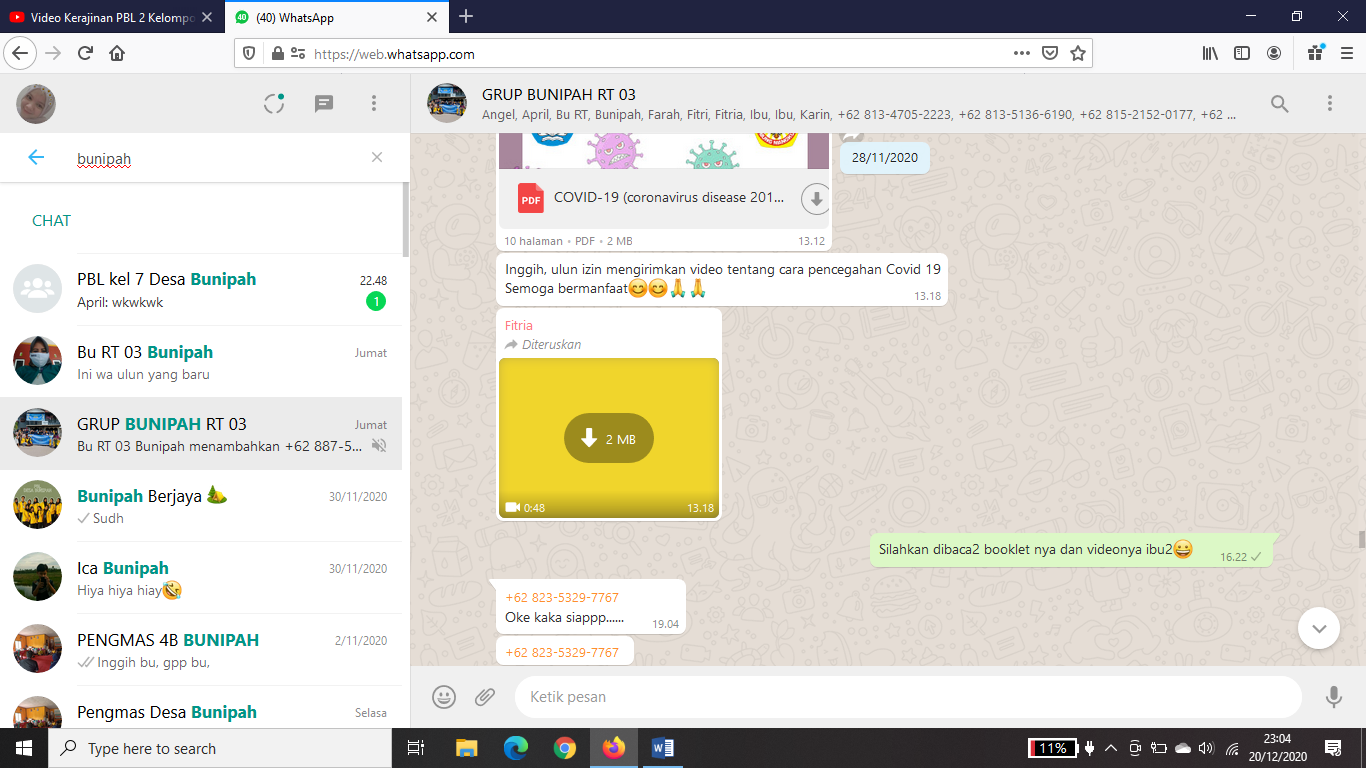 Video Kerajinan PBL 2 Kelompo
(40) WhatsApp
https://web.whatsapp.com
bunipah
CHAT
PBL kel 7 Desa Bunipah
22.48
April: wkwkwk
1
Bu RT 03 Bunipah
Jumat
Ini wa ulun yang baru
GRUP BUNIPAH RT 03
Jumat
Bu RT 03 Bunipah menambahkan +62 887-5...
Bunipah Berjaya 🏕
30/11/2020
Sudh
Ica Bunipah
30/11/2020
Hiya hiya hiay🤣
PENGMAS 4B BUNIPAH
2/11/2020
Inggih bu, gpp bu,
Pengmas Desa Bunipah
Selasa
GRUP BUNIPAH RT 03
Angel, April, Bu RT, Bunipah, Farah, Fitri, Fitria, Ibu, Ibu, Karin, +62 813-4705-2223, +62 813-5136-6190, +62 815-2152-0177, +62 ...
28/11/2020
PDF
COVID-19 (coronavirus disease 201...
10 halaman • PDF • 2 MB
13.12
Inggih, ulun izin mengirimkan video tentang cara pencegahan Covid 19
Semoga bermanfaat😊😊🙏🙏
13.18
Fitria
Diteruskan
2 MB
0:48
13.18
Silahkan dibaca2 booklet nya dan videonya ibu2😀
16.22
+62 823-5329-7767
Oke kaka siappp......
19.04
+62 823-5329-7767
Ketik pesan
Type here to search
11%
23:04
20/12/2020